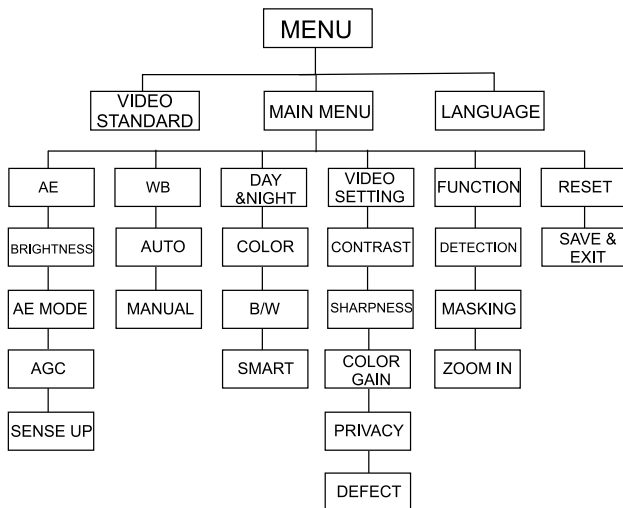 MENU
VIDEO
STANDARD
MAIN MENU
LANGUAGE
AE
WB
DAY
&NIGHT
VIDEO
SETTING
FUNCTION
RESET
BRIGHTNESS
AUTO
COLOR
CONTRAST
DETECTION
SAVE &
EXIT
AE MODE
MANUAL
B/W
SHARPNESS
MASKING
AGC
SMART
COLOR
GAIN
ZOOM IN
SENSE UP
PRIVACY
DEFECT